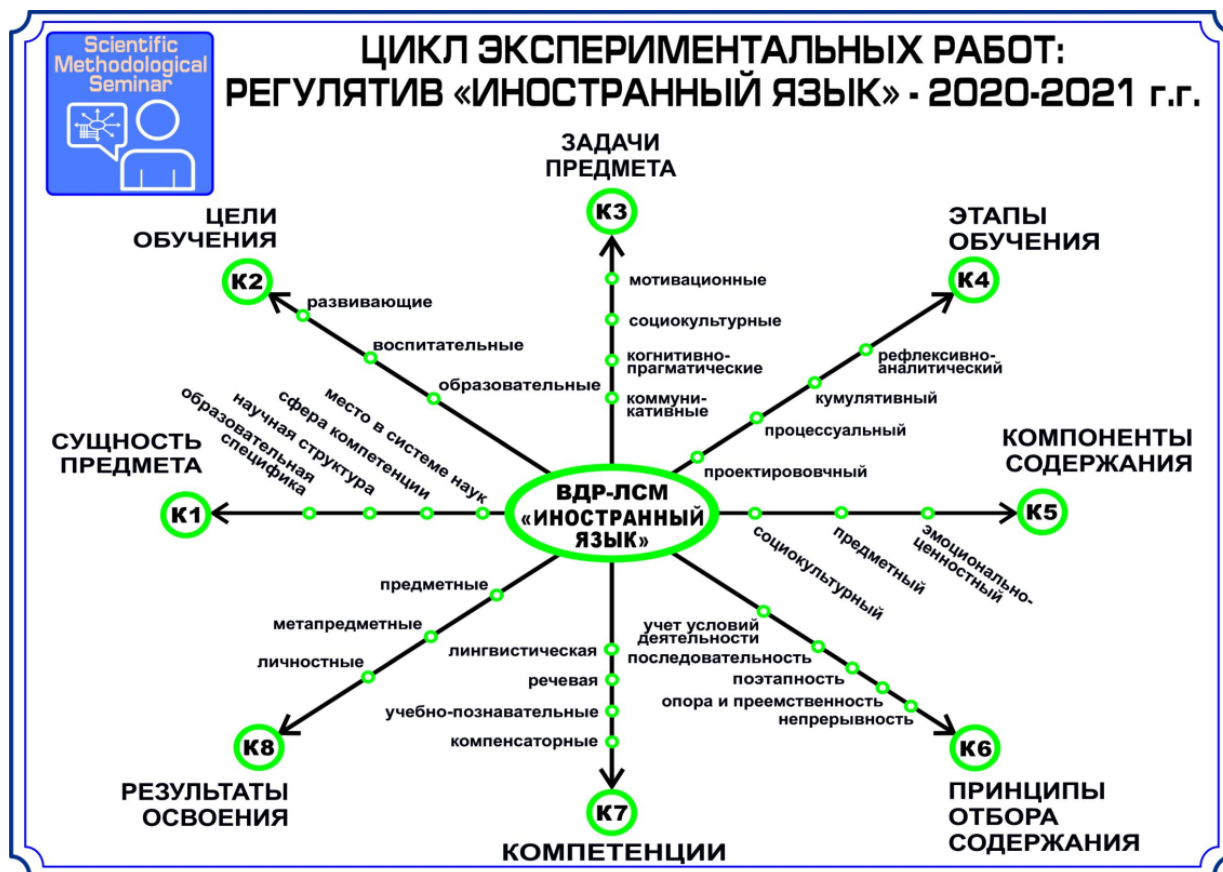 Scientific
Methodological
Seminar
ЦИКЛ ЭКСПЕРИМЕНТАЛЬНЫХ РАБОТ:
РЕГУЛЯТИВ «ИНОСТРАННЫЙ ЯЗЫК» - 2020-2021 г.г.
ЗАДАЧИ
ПРЕДМЕТА
К3
мотивационные
социокультурные
когнитивно-
прагматические
коммуни-
кативные
ЦЕЛИ
ОБУЧЕНИЯ
К2
развивающие
воспитательные
образовательные
ЭТАПЫ
ОБУЧЕНИЯ
К4
рефлексивно-
аналитический
кумулятивный
процессуальный
проектирововчный
СУЩНОСТЬ
ПРЕДМЕТА
К1
образовательная
специфика
научная структура
сфера компетенции
место в системе наук
ВДР-ЛСМ
«ИНОСТРАННЫЙ
ЯЗЫК»
КОМПОНЕНТЫ
СОДЕРЖАНИЯ
К5
социокультурный
предметный
эмоционально-
ценностный
предметные
метапредметные
личностные
К8
РЕЗУЛЬТАТЫ
ОСВОЕНИЯ
лингвистическая
речевая
учебно-познавательные
компенсаторные
К7
КОМПЕТЕНЦИИ
учет условий
деятельности
последовательность
поэтапность
опора и преемственность
непрерывность
К6
ПРИНЦИПЫ
ОТБОРА
СОДЕРЖАНИЯ